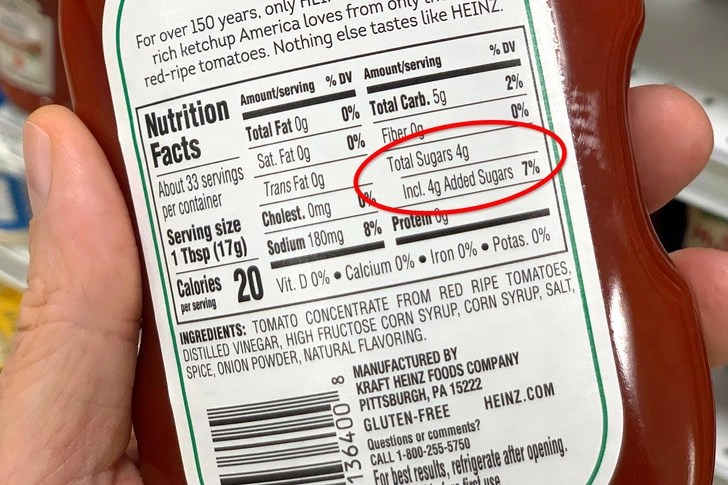 For over 150 years, only
rich ketchup America loves from only
red-ripe tomatoes. Nothing else tastes like HEINZ.
Nutrition
Facts
About 33 servings
per container
Serving size
1 Tbsp (17g)
Calories 20
per serving
Amount/serving % DV
Total Fat 0g 0%
Sat. Fat 0g 0%
Trans Fat 0g
Cholest. 0mg 0%
Sodium 180mg 8%
Amount/serving % DV
Total Carb. 5g 2%
Fiber 0g 0%
Total Sugars 4g
Incl. 4g Added Sugars 7%
Protein 0g
Vit. D 0% • Calcium 0% • Iron 0% • Potas. 0%
INGREDIENTS: TOMATO CONCENTRATE FROM RED RIPE TOMATOES,
DISTILLED VINEGAR, HIGH FRUCTOSE CORN SYRUP, CORN SYRUP, SALT,
SPICE, ONION POWDER, NATURAL FLAVORING.
MANUFACTURED BY
KRAFT HEINZ FOODS COMPANY
PITTSBURGH, PA 15222
GLUTEN-FREE HEINZ.COM
Questions or comments?
CALL 1-800-255-5750
For best results, refrigerate after opening.
136400 8